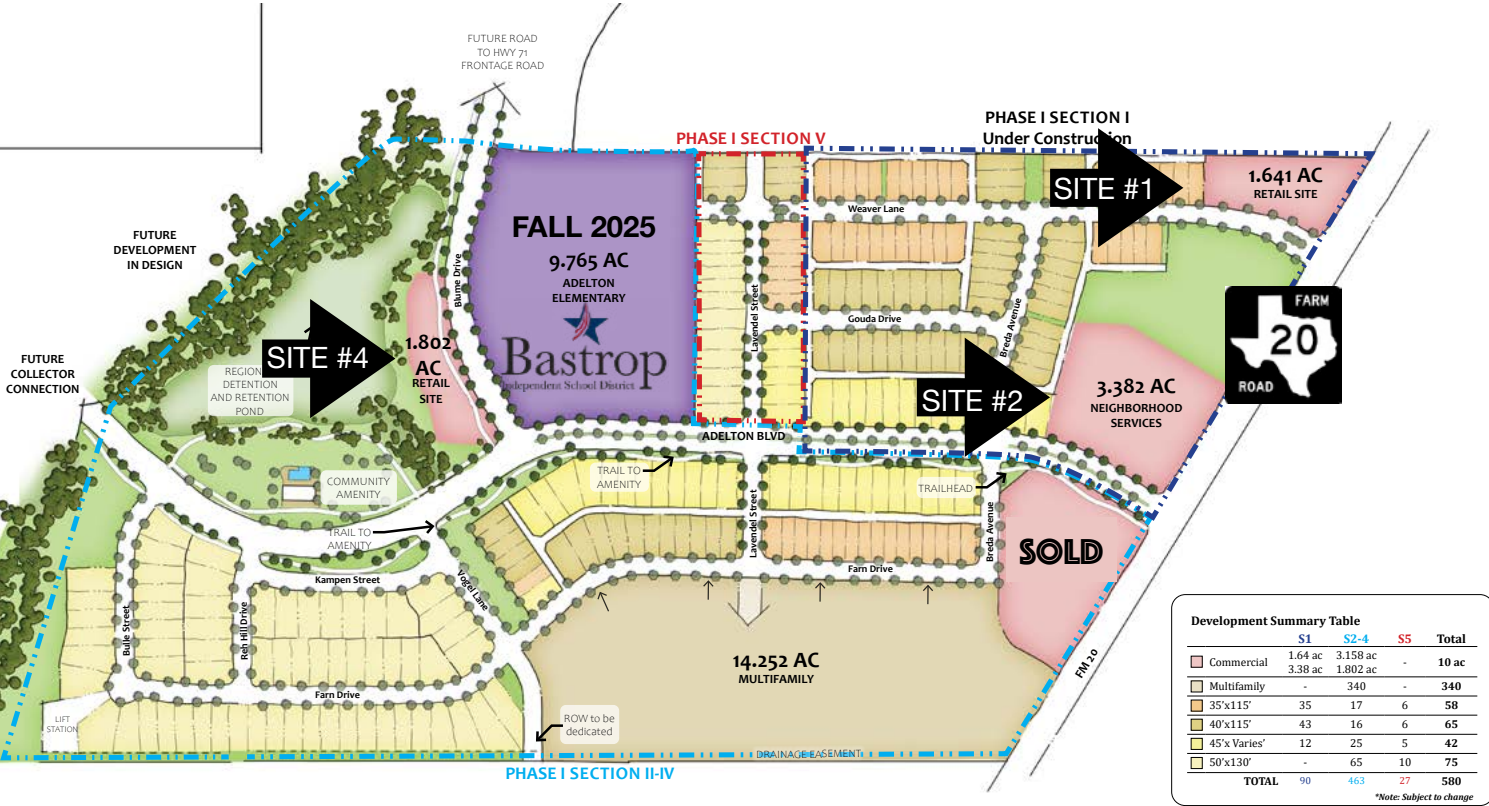 FUTURE ROAD
TO HWY 71
FRONTAGE ROAD
PHASE I SECTION V
PHASE I SECTION I
Under Construction
SITE #1
1.641 AC
RETAIL SITE
Weaver Lane
FUTURE
DEVELOPMENT
IN DESIGN
FALL 2025
9.765 AC
ADELTON
ELEMENTARY
Bastrop
Independent School District
Blume Drive
Lavendel Street
Gouda Drive
Breda Avenue
FARM
20
ROAD
FUTURE
COLLECTOR
CONNECTION
SITE #4
1.802
AC
RETAIL
SITE
DETENTION
AND RETENTION
POND
SITE #2
3.382 AC
NEIGHBORHOOD
SERVICES
ADELTON BLVD
TRAIL TO
AMENITY
TRAILHEAD
COMMUNITY
AMENITY
TRAIL TO
AMENITY
Lavendel Street
Breda Avenue
SOLD
Farn Drive
Kampen Street
Vogel Lane
Reh Hill Drive
14.252 AC
MULTIFAMILY
FM 20
Farn Drive
LIFT
STATION
ROW to be
dedicated
DRAINAGE EASEMENT
PHASE I SECTION II-IV
Development Summary Table
S1 S2-4 S5 Total
Commercial 1.64 ac 3.38 ac 3.158 ac 1.802 ac - 10 ac
Multifamily - 340 - 340
35'x115' 35 17 6 58
40'x115' 43 16 6 65
45'x Varies' 12 25 5 42
50'x130' - 65 10 75
TOTAL 90 463 27 580
*Note: Subject to change